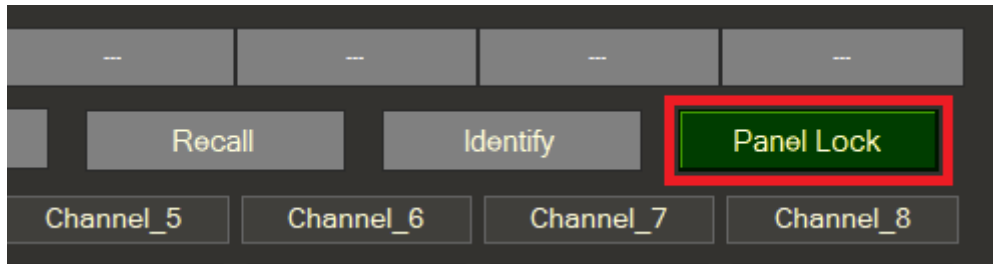 --- --- --- ---
Recall Identify Panel Lock
Channel_5 Channel_6 Channel_7 Channel_8